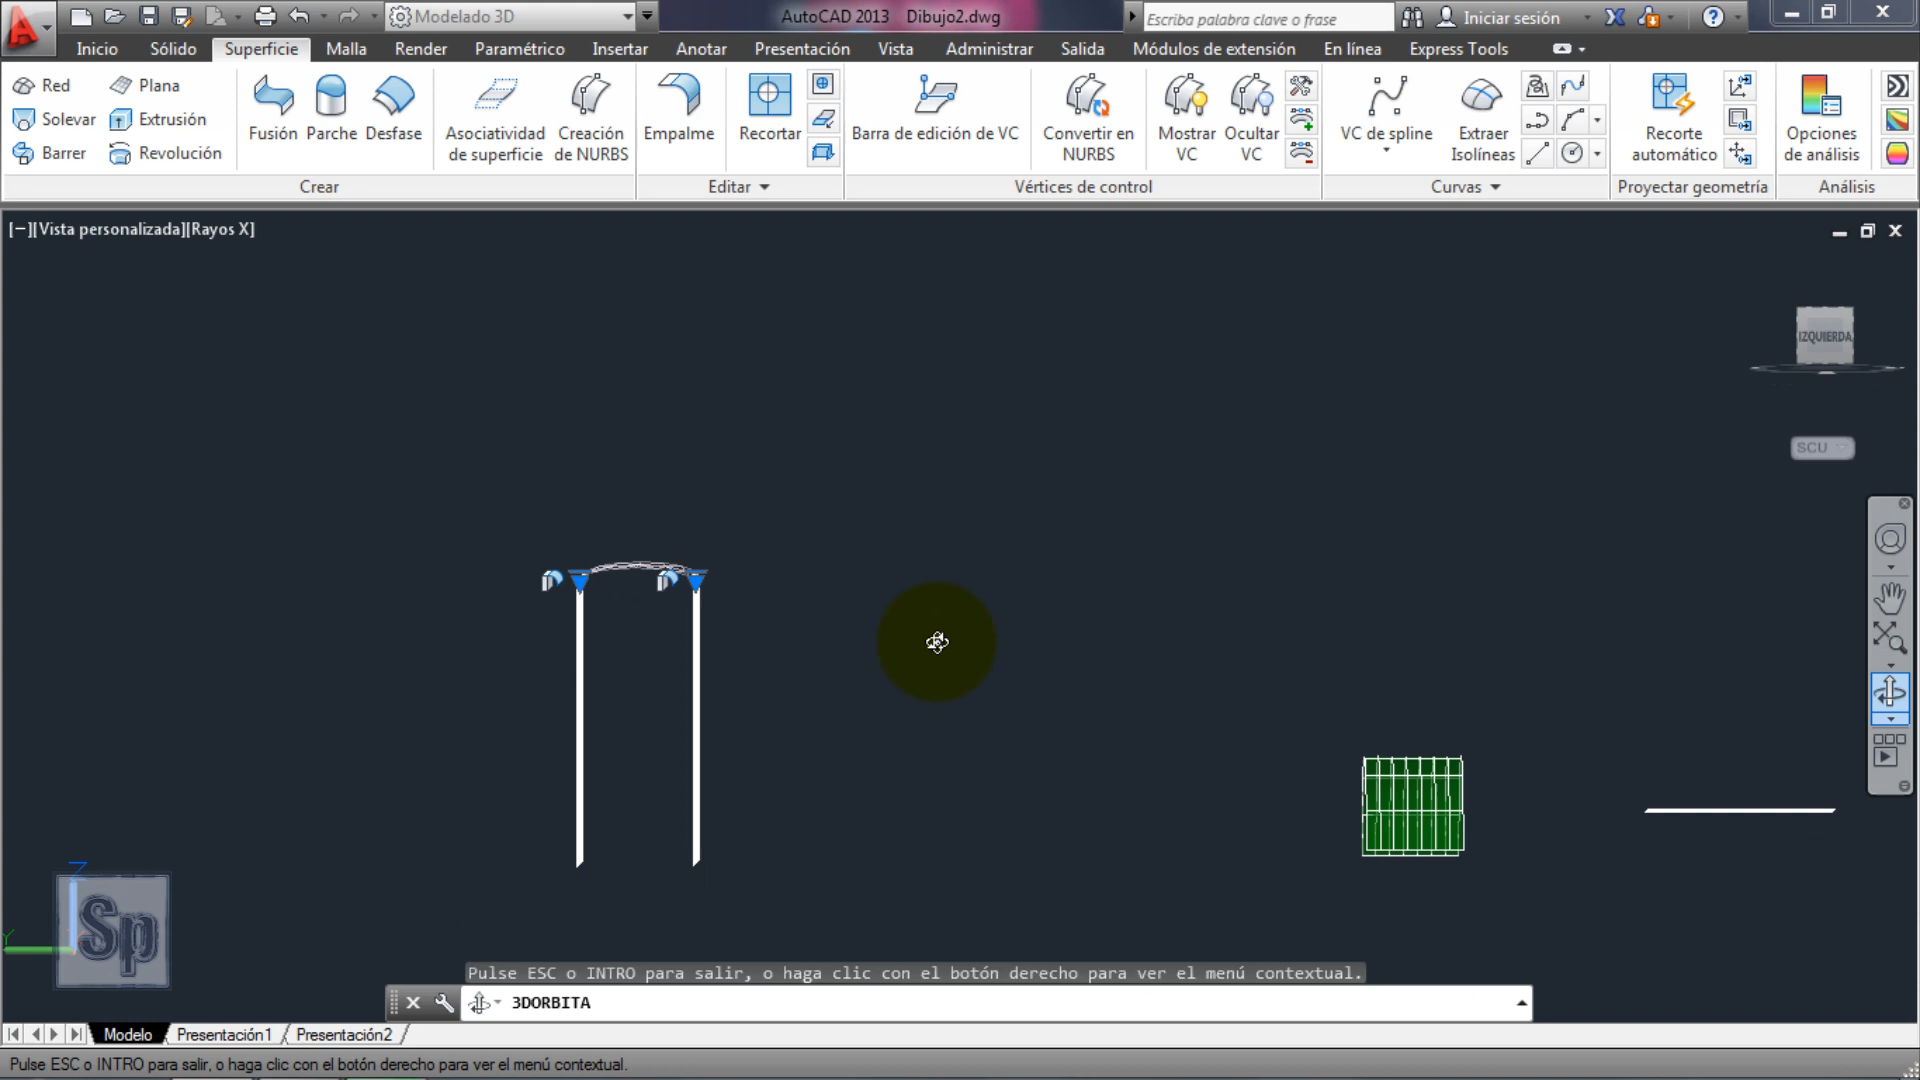 Modelado 3D
AutoCAD 2013 Dibujo2.dwg
Escriba palabra clave o frase
Iniciar sesión
Inicio Sólido Superficie Malla Render Paramétrico Insertar Anotar Presentación Vista Administrar Salida Módulos de extensión En línea Express Tools
Red
Solevar
Barrer
Plana
Extrusión
Revolución
Fusión
Parche
Desfase
Asociatividad
de superficie
Creación
de NURBS
Empalme
Recortar
Barra de edición de VC
Convertir en
NURBS
Mostrar
VC
Ocultar
VC
VC de spline
Extraer
Isolíneas
Recorte
automático
Opciones
de análisis
Crear
Editar
Vértices de control
Curvas
Proyectar geometría
Análisis
[−][Vista personalizada][Rayos X]
IZQUIERDA
SCU
Z
Y
Sp
Pulse ESC o INTRO para salir, o haga clic con el botón derecho para ver el menú contextual.
3DORBITA
Modelo Presentación1 Presentación2
Pulse ESC o INTRO para salir, o haga clic con el botón derecho para ver el menú contextual.